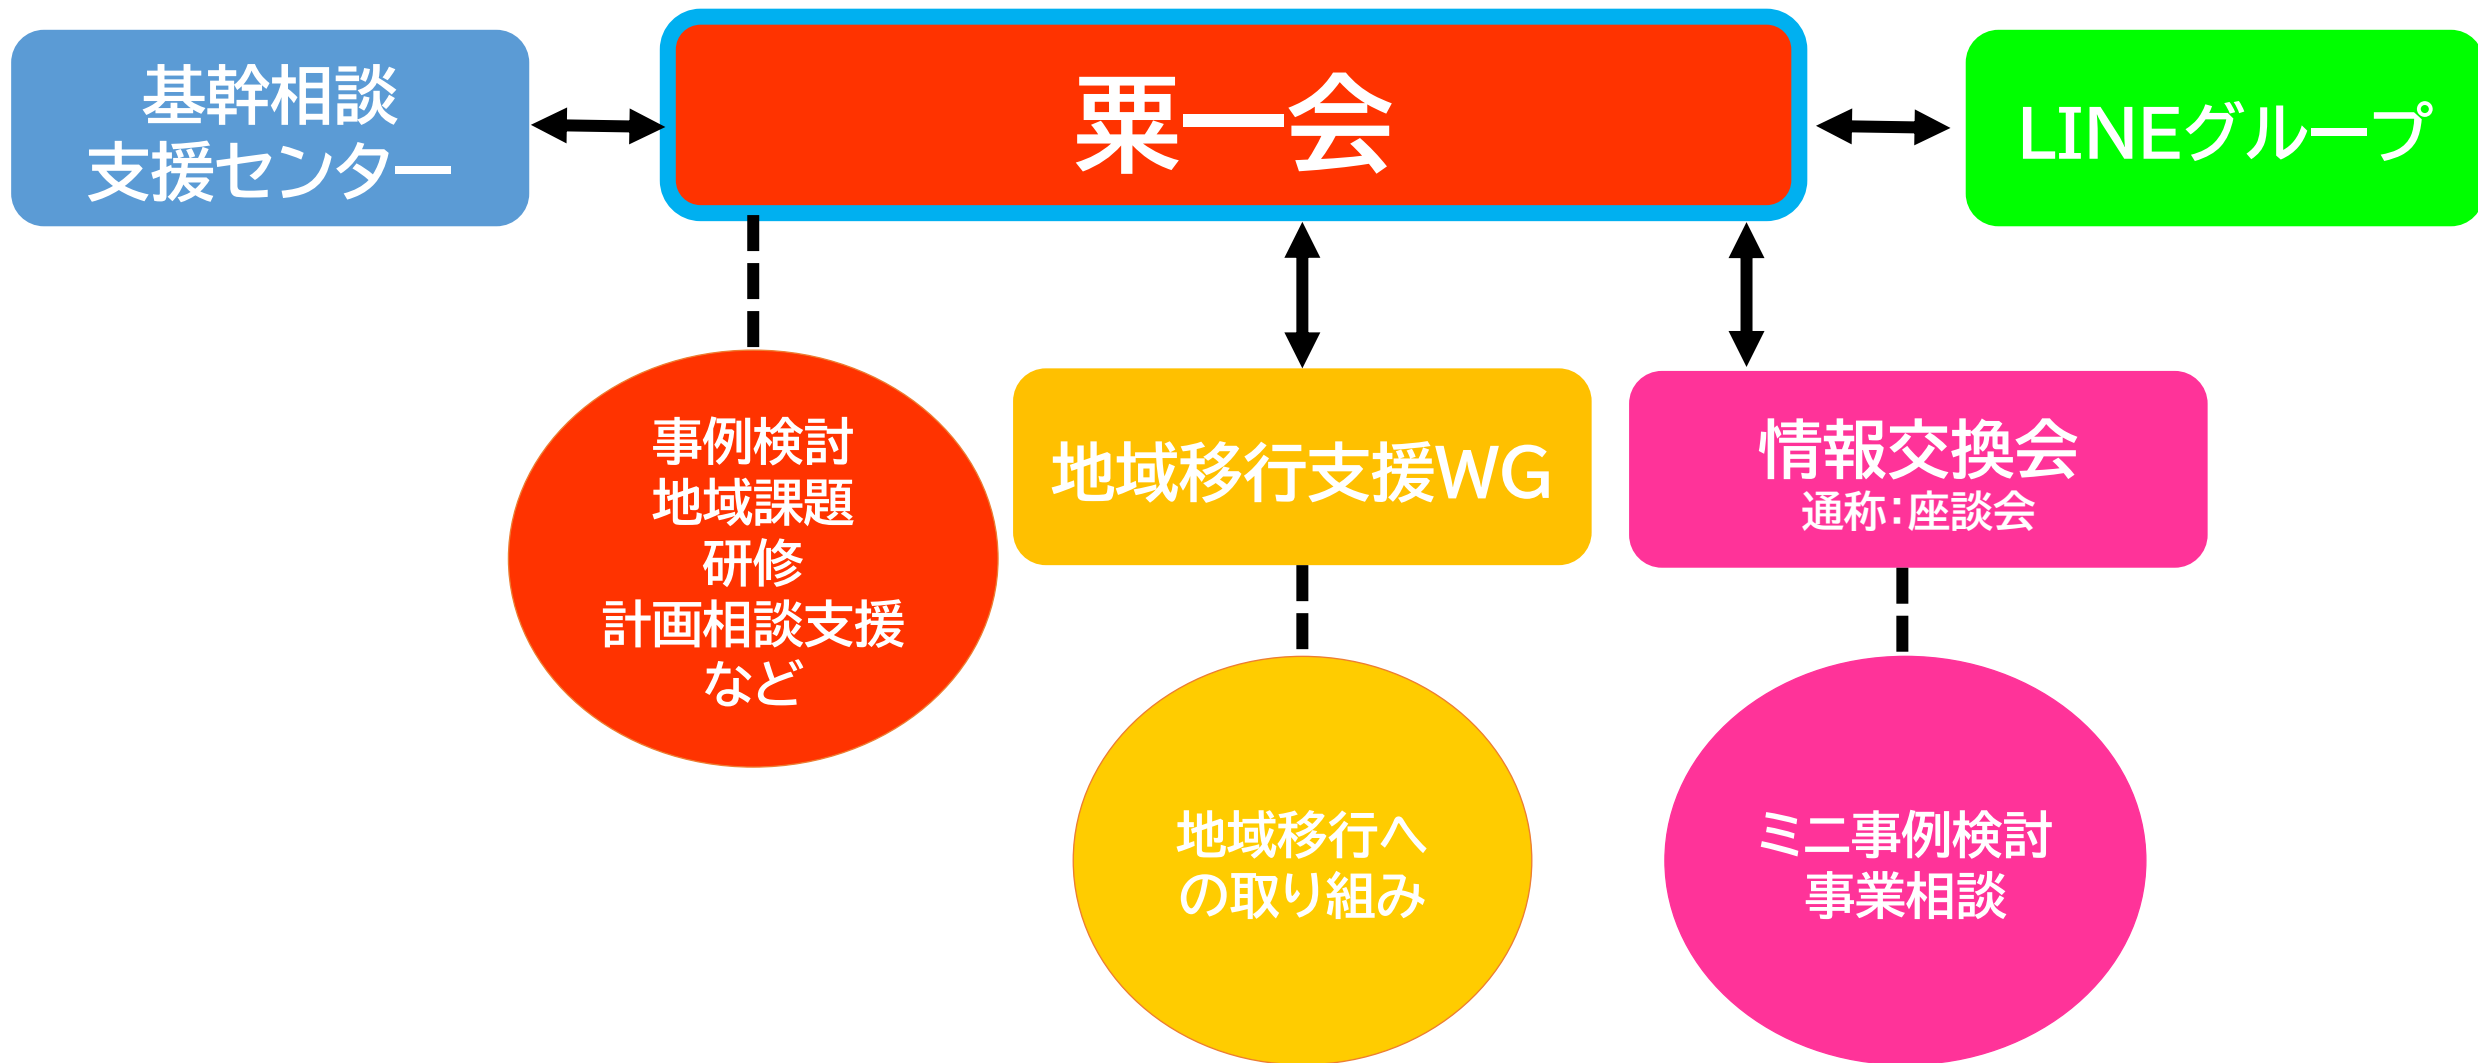 基幹相談
支援センター
栗一会
LINEグループ
事例検討
地域課題
研修
計画相談支援
など
地域移行支援WG
情報交換会
通称:座談会
地域移行へ
の取り組み
ミニ事例検討
事業相談